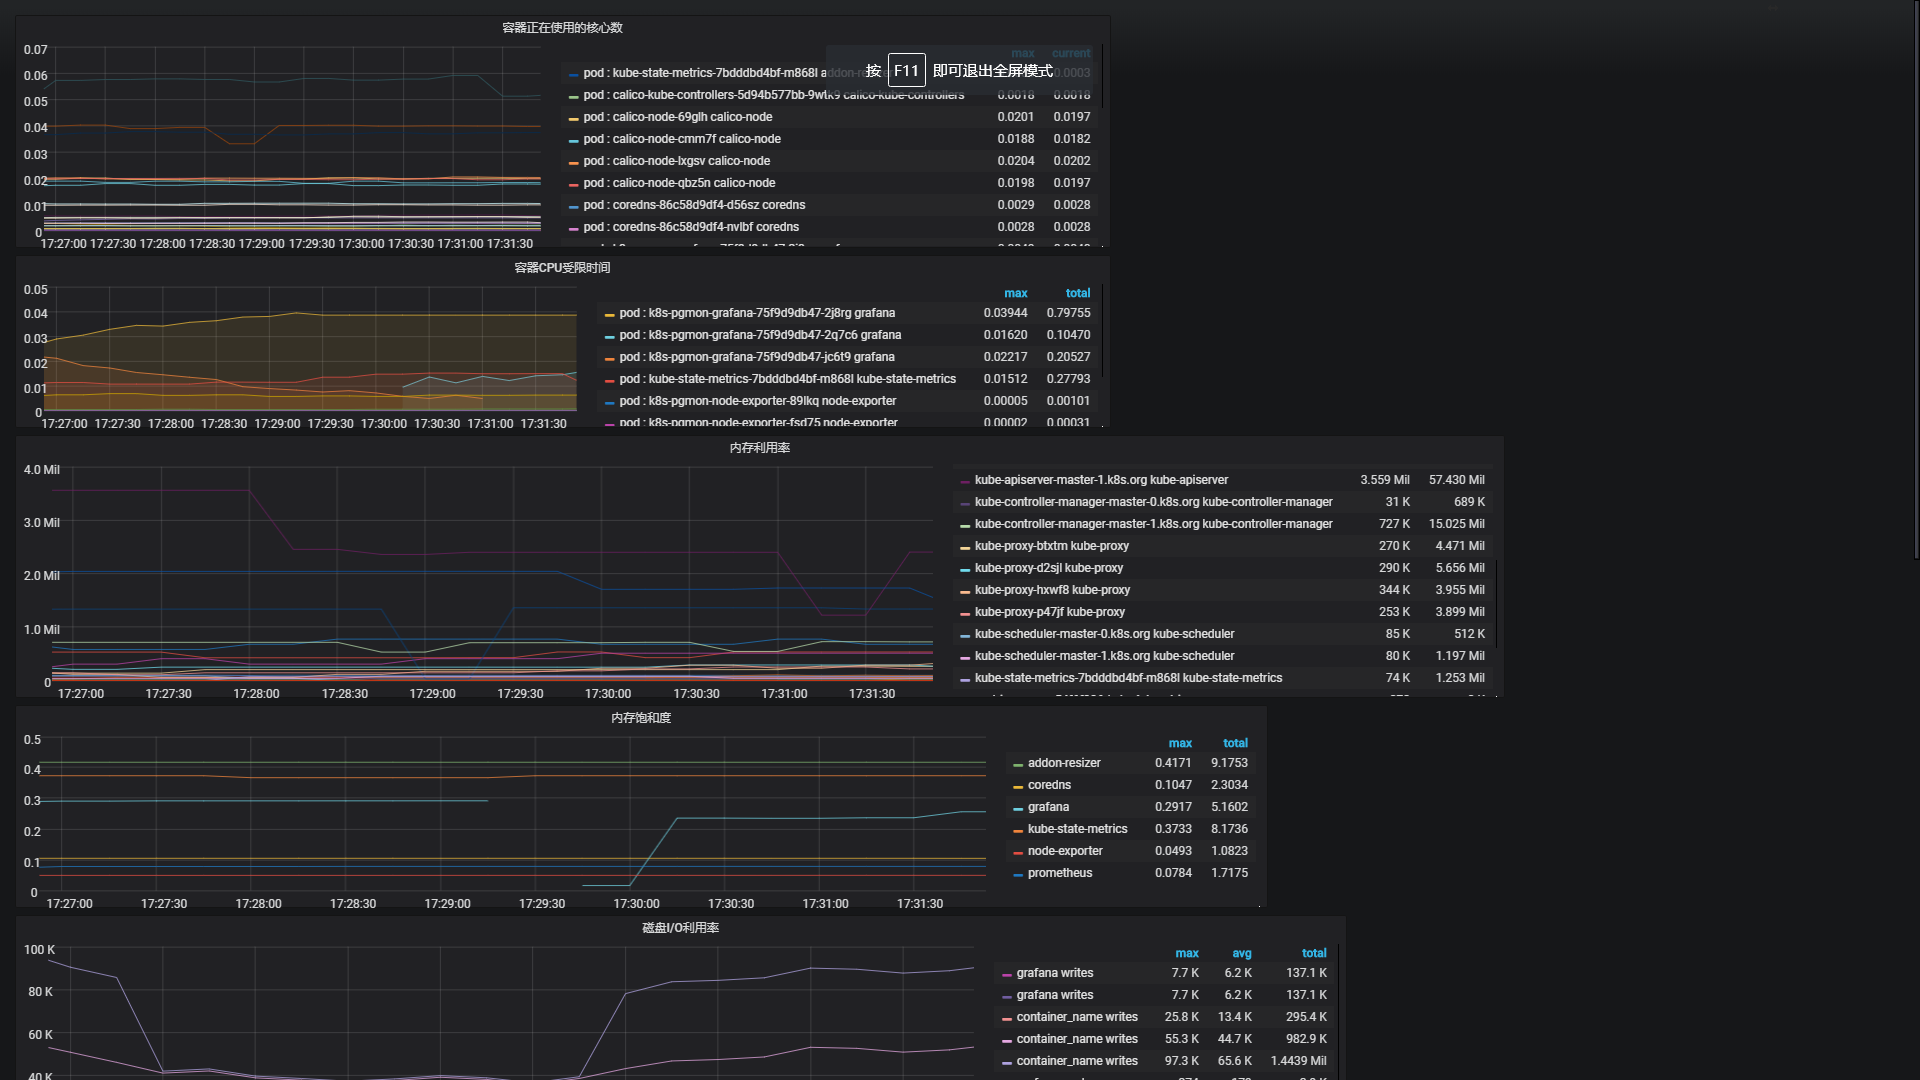 容器正在使用的核心数
max current
0.07
0.06
0.05
0.04
0.03
0.02
0.01
0
17:27:00 17:27:30 17:28:00 17:28:30 17:29:00 17:29:30 17:30:00 17:30:30 17:31:00 17:31:30
按 F11 即可退出全屏模式
pod : kube-state-metrics-7bdddbd4bf-m868l addon-re 0.0003
pod : calico-kube-controllers-5d94b577bb-9wtk9 calico-kube-controllers 0.0018 0.0018
pod : calico-node-69glh calico-node 0.0201 0.0197
pod : calico-node-cmm7f calico-node 0.0188 0.0182
pod : calico-node-lxgsv calico-node 0.0204 0.0202
pod : calico-node-qbz5n calico-node 0.0198 0.0197
pod : coredns-86c58d9df4-d56sz coredns 0.0029 0.0028
pod : coredns-86c58d9df4-nvlbf coredns 0.0028 0.0028
容器CPU受限时间
0.05
0.04
0.03
0.02
0.01
0
17:27:00 17:27:30 17:28:00 17:28:30 17:29:00 17:29:30 17:30:00 17:30:30 17:31:00 17:31:30
max total
pod : k8s-pgmon-grafana-75f9d9db47-2j8rg grafana 0.03944 0.79755
pod : k8s-pgmon-grafana-75f9d9db47-2q7c6 grafana 0.01620 0.10470
pod : k8s-pgmon-grafana-75f9d9db47-jc6t9 grafana 0.02217 0.20527
pod : kube-state-metrics-7bdddbd4bf-m868l kube-state-metrics 0.01512 0.27793
pod : k8s-pgmon-node-exporter-89lkq node-exporter 0.00005 0.00101
pod : k8s-pgmon-node-exporter-fsd75 node-exporter 0.00002 0.00031
内存利用率
4.0 Mil
3.0 Mil
2.0 Mil
1.0 Mil
0
17:27:00 17:27:30 17:28:00 17:28:30 17:29:00 17:29:30 17:30:00 17:30:30 17:31:00 17:31:30
kube-apiserver-master-1.k8s.org kube-apiserver 3.559 Mil 57.430 Mil
kube-controller-manager-master-0.k8s.org kube-controller-manager 31 K 689 K
kube-controller-manager-master-1.k8s.org kube-controller-manager 727 K 15.025 Mil
kube-proxy-btxtm kube-proxy 270 K 4.471 Mil
kube-proxy-d2sjl kube-proxy 290 K 5.656 Mil
kube-proxy-hxwf8 kube-proxy 344 K 3.955 Mil
kube-proxy-p47jf kube-proxy 253 K 3.899 Mil
kube-scheduler-master-0.k8s.org kube-scheduler 85 K 512 K
kube-scheduler-master-1.k8s.org kube-scheduler 80 K 1.197 Mil
kube-state-metrics-7bdddbd4bf-m868l kube-state-metrics 74 K 1.253 Mil
内存饱和度
0.5
0.4
0.3
0.2
0.1
0
17:27:00 17:27:30 17:28:00 17:28:30 17:29:00 17:29:30 17:30:00 17:30:30 17:31:00 17:31:30
max total
addon-resizer 0.4171 9.1753
coredns 0.1047 2.3034
grafana 0.2917 5.1602
kube-state-metrics 0.3733 8.1736
node-exporter 0.0493 1.0823
prometheus 0.0784 1.7175
磁盘I/O利用率
100 K
80 K
60 K
40 K
max avg total
grafana writes 7.7 K 6.2 K 137.1 K
grafana writes 7.7 K 6.2 K 137.1 K
container_name writes 25.8 K 13.4 K 295.4 K
container_name writes 55.3 K 44.7 K 982.9 K
container_name writes 97.3 K 65.6 K 1.4439 Mil